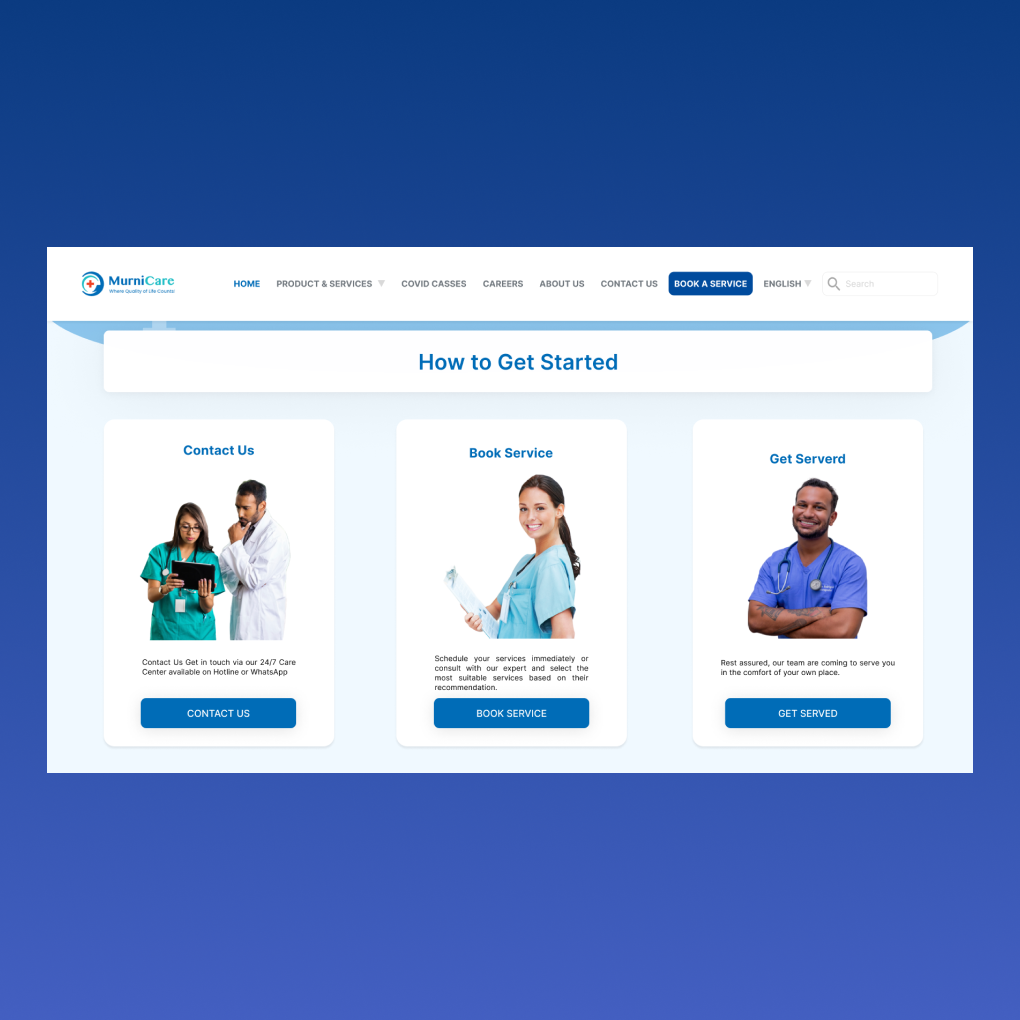 MurniCare
Where Quality of Life Counts!
HOME
PRODUCT & SERVICES
COVID CASSES
CAREERS
ABOUT US
CONTACT US
BOOK A SERVICE
ENGLISH
Search
How to Get Started
Contact Us
Contact Us Get in touch via our 24/7 Care
Center available on Hotline or WhatsApp
CONTACT US
Book Service
Schedule your services immediately or
consult with our expert and select the
most suitable services based on their
recommendation.
BOOK SERVICE
Get Serverd
Rest assured, our team are coming to serve you
in the comfort of your own place.
GET SERVED